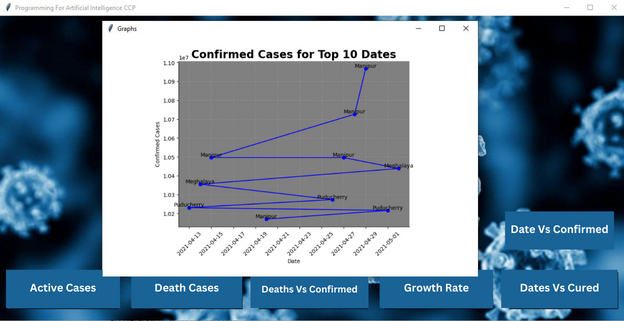 Programming For Artificial Intelligence CCP
Graphs
Confirmed Cases for Top 10 Dates
1e7
1.10
1.09
1.08
1.07
1.06
1.05
1.04
1.03
1.02
Confirmed Cases
Manipur
Manipur
Manipur
Manipur
Meghalaya
Meghalaya
Puducherry
Puducherry
Puducherry
Manipur
2021-04-13
2021-04-15
2021-04-17
2021-04-19
2021-04-21
2021-04-23
2021-04-25
2021-04-27
2021-04-29
2021-05-01
Date
Date Vs Confirmed
Active Cases
Death Cases
Deaths Vs Confirmed
Growth Rate
Dates Vs Cured